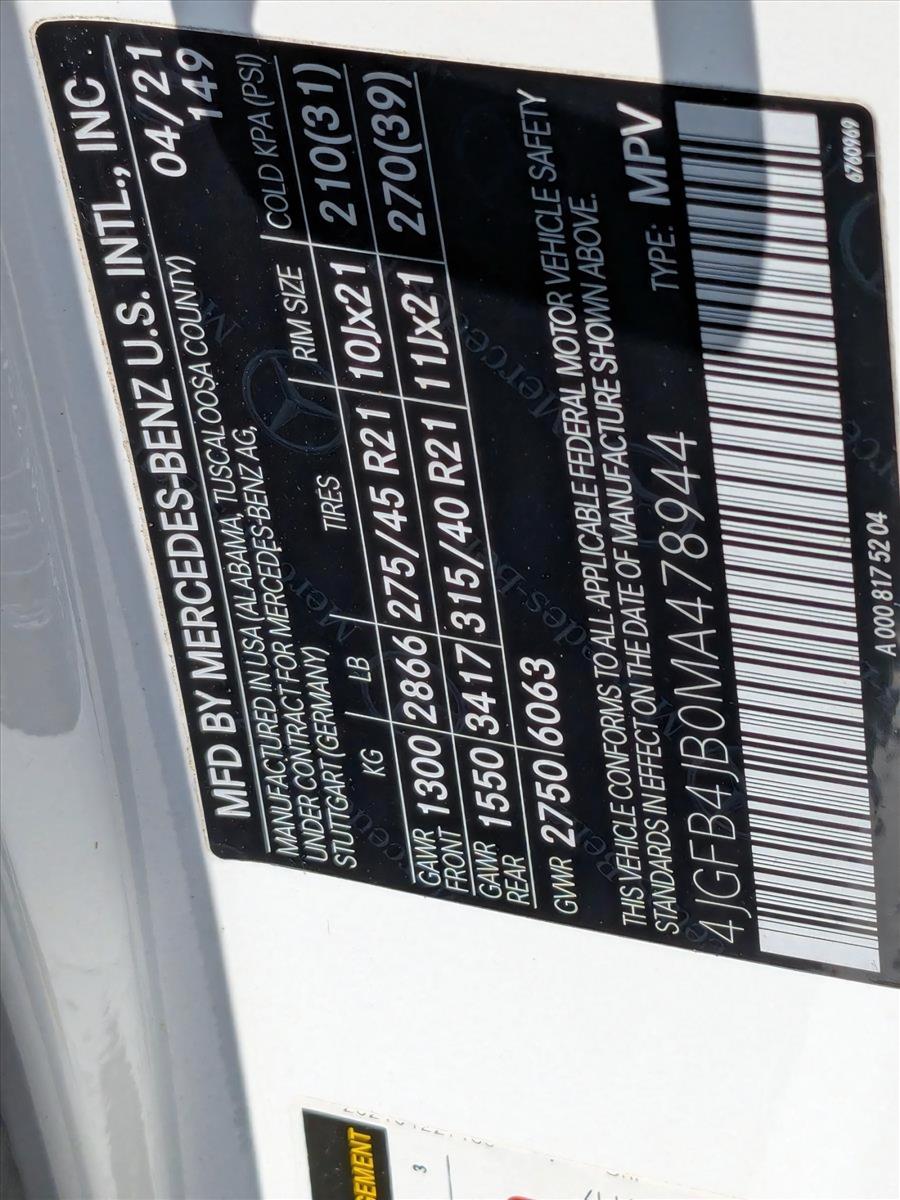 MFD BY MERCEDES-BENZ U.S. INTL., INC
MANUFACTURED IN USA (ALABAMA, TUSCALOOSA COUNTY) 04/21
UNDER CONTRACT FOR MERCEDES-BENZ AG, 149
STUTTGART (GERMANY)
KG LB TIRES RIM SIZE COLD KPA (PSI)
GAWR FRONT 1300 2866 275/45 R21 10Jx21 210(31)
GAWR REAR 1550 3417 315/40 R21 11Jx21 270(39)
GVWR 2750 6063
THIS VEHICLE CONFORMS TO ALL APPLICABLE FEDERAL MOTOR VEHICLE SAFETY
STANDARDS IN EFFECT ON THE DATE OF MANUFACTURE SHOWN ABOVE.
4JGFB4JB0MA478944 TYPE: MPV
A 000 817 52 04 6760969
3